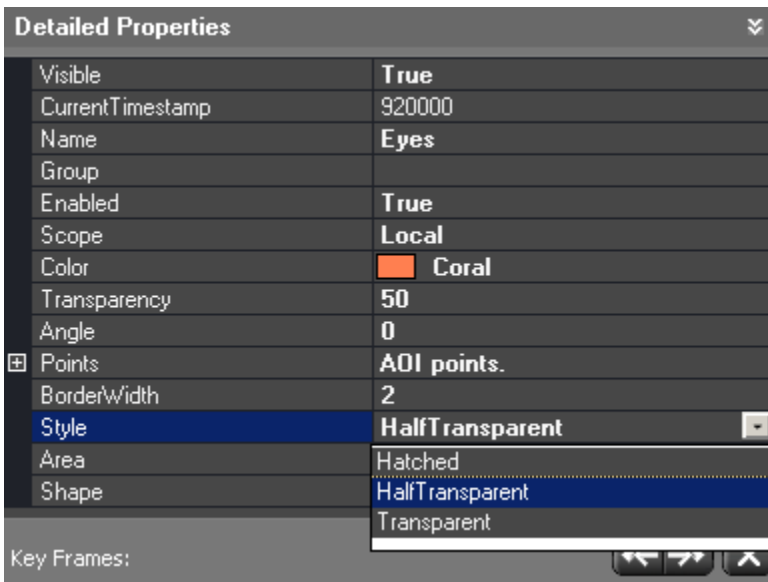 Detailed Properties
Visible True
CurrentTimestamp 920000
Name Eyes
Group
Enabled True
Scope Local
Color Coral
Transparency 50
Angle 0
Points AOI points.
BorderWidth 2
Style HalfTransparent
Area Hatched
Shape HalfTransparent
Transparent
Key Frames: